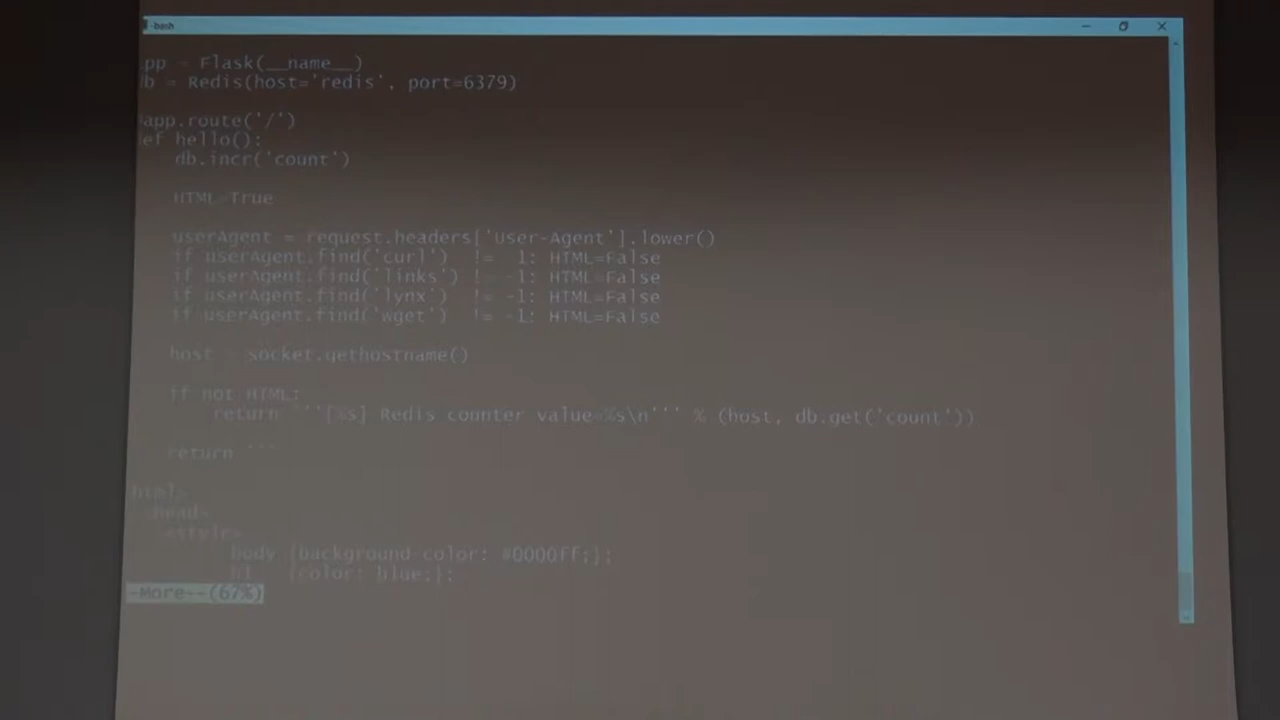 bash
pp = Flask(__name__)
b = Redis(host='redis', port=6379)
app.route('/')
ef hello():
db.incr('count')
HTML=True
userAgent = request.headers['User-Agent'].lower()
if userAgent.find('curl') != -1: HTML=False
if userAgent.find('links') != -1: HTML=False
if userAgent.find('lynx') != -1: HTML=False
if userAgent.find('wget') != -1: HTML=False
host = socket.gethostname()
if not HTML:
return '''[%s] Redis counter value=%s\n''' % (host, db.get('count'))
return '''
html>
<head>
<style>
body {background-color: #0000ff;};
h1 {color: blue;};
-More--(67%)